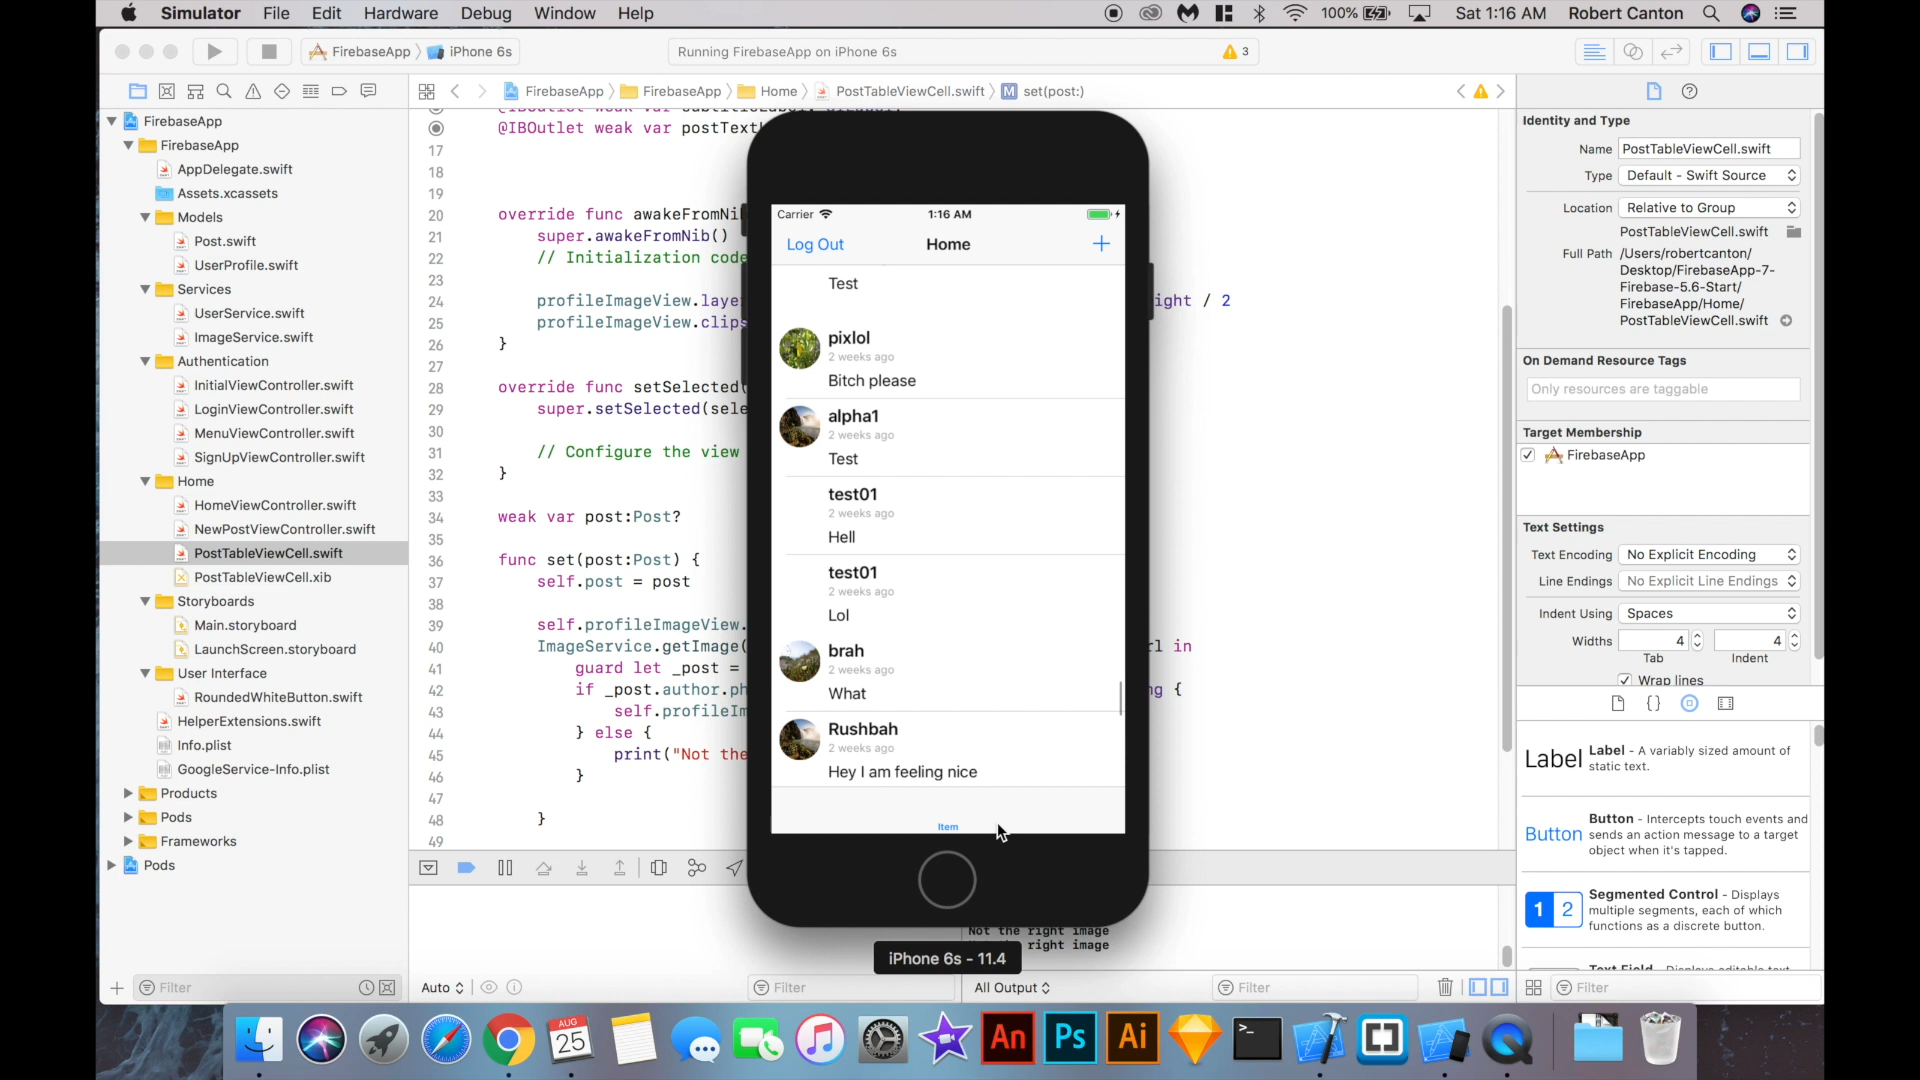 Simulator File Edit Hardware Debug Window Help 100% Sat 1:16 AM Robert Canton
FirebaseApp iPhone 6s Running FirebaseApp on iPhone 6s 3
FirebaseApp FirebaseApp Home PostTableViewCell.swift M set(post:)
FirebaseApp
FirebaseApp
AppDelegate.swift
Assets.xcassets
Models
Post.swift
UserProfile.swift
Services
UserService.swift
ImageService.swift
Authentication
InitialViewController.swift
LoginViewController.swift
MenuViewController.swift
SignUpViewController.swift
Home
HomeViewController.swift
NewPostViewController.swift
PostTableViewCell.swift
PostTableViewCell.xib
Storyboards
Main.storyboard
LaunchScreen.storyboard
User Interface
RoundedWhiteButton.swift
HelperExtensions.swift
Info.plist
GoogleService-Info.plist
Products
Pods
Frameworks
Pods
Filter
@IBOutlet weak var postText
17
18
19
20 override func awakeFromNi
21 super.awakeFromNib()
22 // Initialization code
23
24 profileImageView.laye ight / 2
25 profileImageView.clips
26 }
27
28 override func setSelected(
29 super.setSelected(sele
30
31 // Configure the view
32 }
33
34 weak var post:Post?
35
36 func set(post:Post) {
37 self.post = post
38
39 self.profileImageView.
40 ImageService.getImage( rl in
41 guard let _post =
42 if _post.author.ph ng {
43 self.profileIm
44 } else {
45 print("Not the
46 }
47
48 }
49
Carrier 1:16 AM
Log Out Home +
Test
pixlol
2 weeks ago
Bitch please
alpha1
2 weeks ago
Test
test01
2 weeks ago
Hell
test01
2 weeks ago
Lol
brah
2 weeks ago
What
Rushbah
2 weeks ago
Hey I am feeling nice
Item
iPhone 6s - 11.4
Not the right image
right image
Auto Filter All Output Filter
Identity and Type
Name PostTableViewCell.swift
Type Default - Swift Source
Location Relative to Group
PostTableViewCell.swift
Full Path /Users/robertcanton/
Desktop/FirebaseApp-7-
Firebase-5.6-Start/
FirebaseApp/Home/
PostTableViewCell.swift
On Demand Resource Tags
Only resources are taggable
Target Membership
FirebaseApp
Text Settings
Text Encoding No Explicit Encoding
Line Endings No Explicit Line Endings
Indent Using Spaces
Widths 4 4
Tab Indent
Wrap lines
{}
Label Label - A variably sized amount of
static text.
Button Button - Intercepts touch events and
sends an action message to a target
object when it's tapped.
1 2 Segmented Control - Displays
multiple segments, each of which
functions as a discrete button.
Text Field - Displays editable text
Filter
AUG
25
An Ps Ai